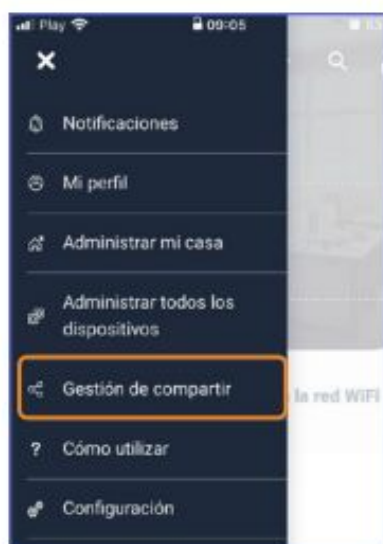 Play 09:05
Notificaciones
Mi perfil
Administrar mi casa
Administrar todos los
dispositivos
Gestión de compartir
la red WiFi
? Cómo utilizar
Configuración